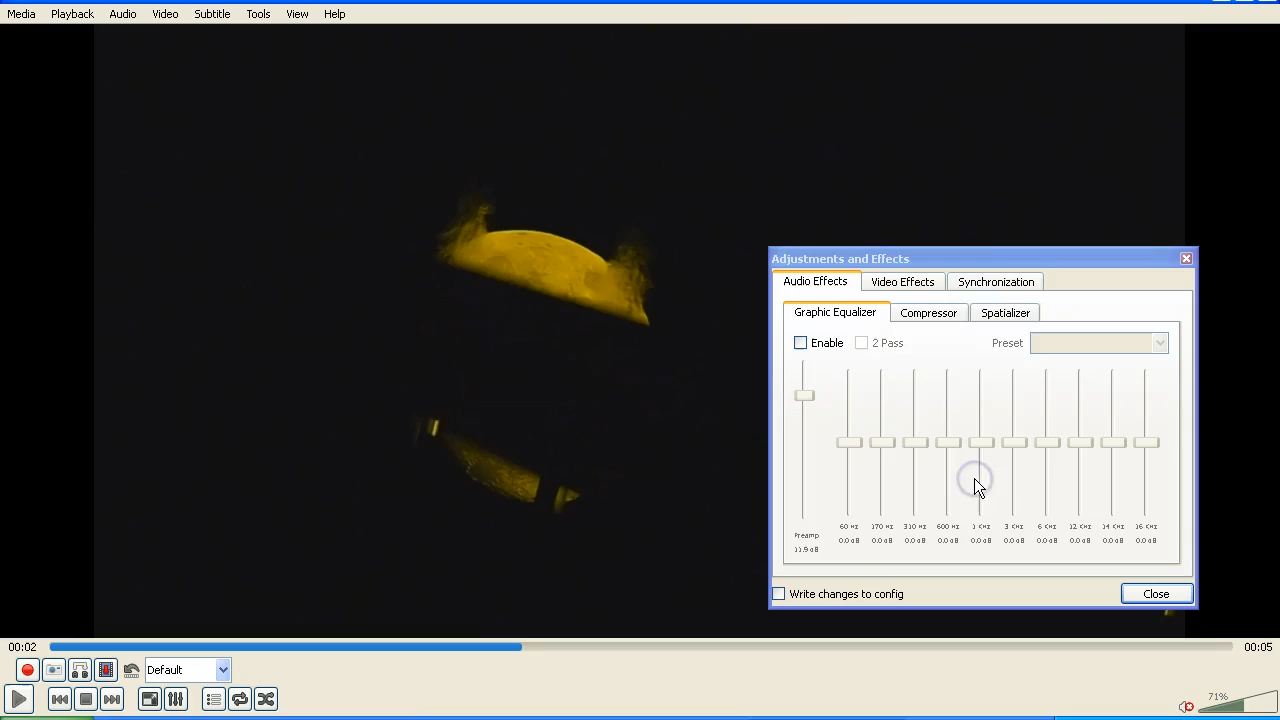 Media Playback Audio Video Subtitle Tools View Help
Adjustments and Effects
Audio Effects Video Effects Synchronization
Graphic Equalizer Compressor Spatializer
Enable 2 Pass Preset
60 Hz 170 Hz 310 Hz 600 Hz 1 KHz 3 KHz 6 KHz 12 KHz 14 KHz 16 KHz
Preamp 0.0 dB 0.0 dB 0.0 dB 0.0 dB 0.0 dB 0.0 dB 0.0 dB 0.0 dB 0.0 dB 0.0 dB
11.9 dB
Write changes to config Close
00:02 00:05
Default
71%